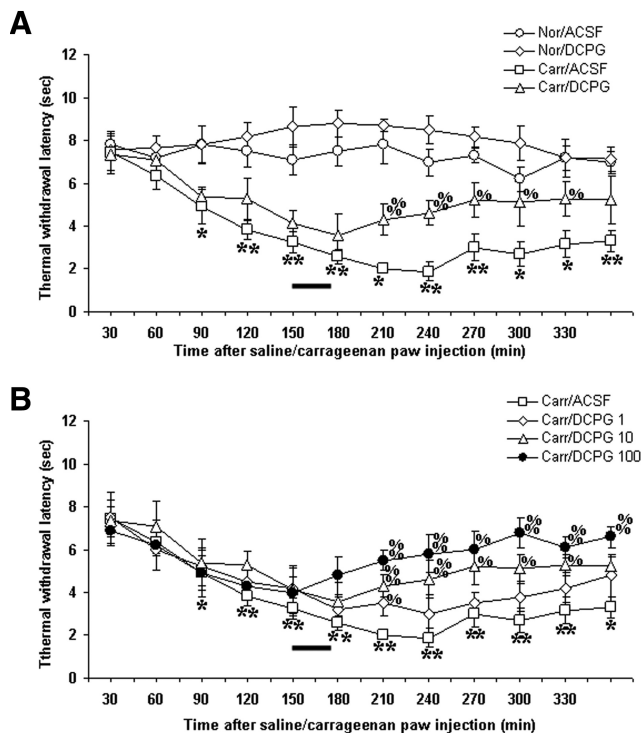 A
Nor/ACSF
Nor/DCPG
Carr/ACSF
Carr/DCPG
Thermal withdrawal latency (sec)
12
10
8
6
4
2
0
% % % % % % %
* ** ** ** * ** ** * * **
30 60 90 120 150 180 210 240 270 300 330
Time after saline/carrageenan paw injection (min)
B
Carr/ACSF
Carr/DCPG 1
Carr/DCPG 10
Carr/DCPG 100
Tthermal withdrawal latency (sec)
12
10
8
6
4
2
0
% % % % % % % % % % %
% % % % % % %
%
* ** ** ** ** ** ** ** ** *
30 60 90 120 150 180 210 240 270 300 330
Time after saline/carrageenan paw injection (min)